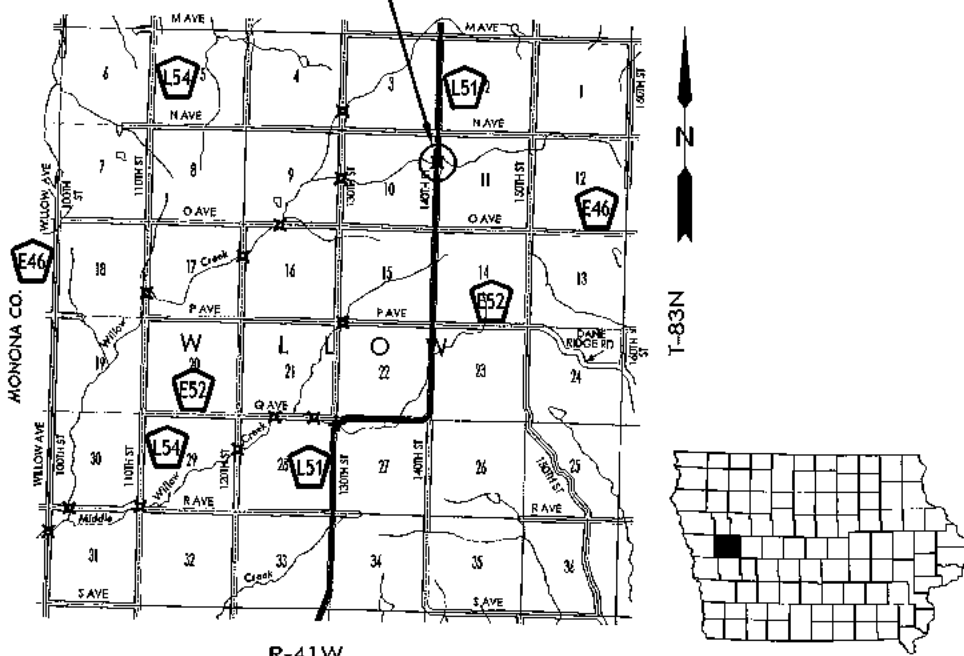 M AVE
M AVE
6
L54
5
4
3
L51
2
1
160TH ST
N AVE
N AVE
N
7
110TH ST
8
9
130TH ST
10
140TH ST
11
150TH ST
12
E46
WILLOW AVE
100TH ST
O AVE
O AVE
E46
18
17
Creek
16
15
14
13
E52
MONONA CO.
P AVE
P AVE
T-83N
Willow
W L L O W
DANE RIDGE RD
160TH ST
19
20
21
22
23
24
E52
Q AVE
WILLOW AVE
100TH ST
30
110TH ST
L54
29
120TH ST
Creek
28
L51
130TH ST
27
140TH ST
26
150TH ST
25
Willow
R AVE
R AVE
Middle
31
32
33
34
35
36
Creek
S AVE
S AVE
R-41W